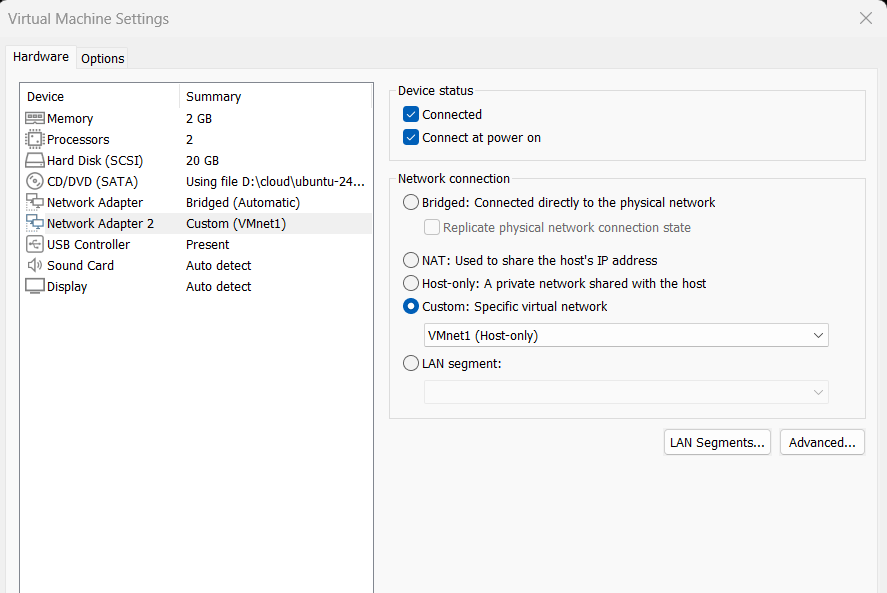 Virtual Machine Settings
Hardware
Options
Device Summary
Memory 2 GB
Processors 2
Hard Disk (SCSI) 20 GB
CD/DVD (SATA) Using file D:\cloud\ubuntu-24...
Network Adapter Bridged (Automatic)
Network Adapter 2 Custom (VMnet1)
USB Controller Present
Sound Card Auto detect
Display Auto detect
Device status
Connected
Connect at power on
Network connection
Bridged: Connected directly to the physical network
Replicate physical network connection state
NAT: Used to share the host's IP address
Host-only: A private network shared with the host
Custom: Specific virtual network
VMnet1 (Host-only)
LAN segment:
LAN Segments... Advanced...